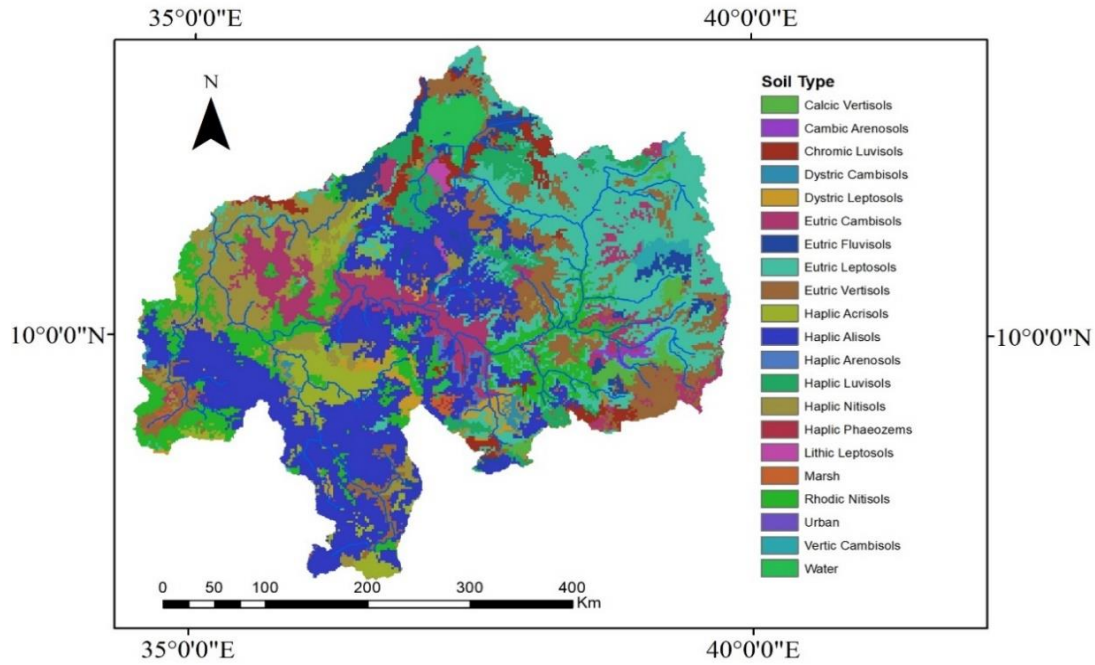 35°0'0"E 40°0'0"E
N
Soil Type
Calcic Vertisols
Cambic Arenosols
Chromic Luvisols
Dystric Cambisols
Dystric Leptosols
Eutric Cambisols
Eutric Fluvisols
Eutric Leptosols
Eutric Vertisols
Haplic Acrisols
10°0'0"N 10°0'0"N
Haplic Alisols
Haplic Arenosols
Haplic Luvisols
Haplic Nitisols
Haplic Phaeozems
Lithic Leptosols
Marsh
Rhodic Nitisols
Urban
Vertic Cambisols
Water
0 50 100 200 300 400
Km
35°0'0"E 40°0'0"E